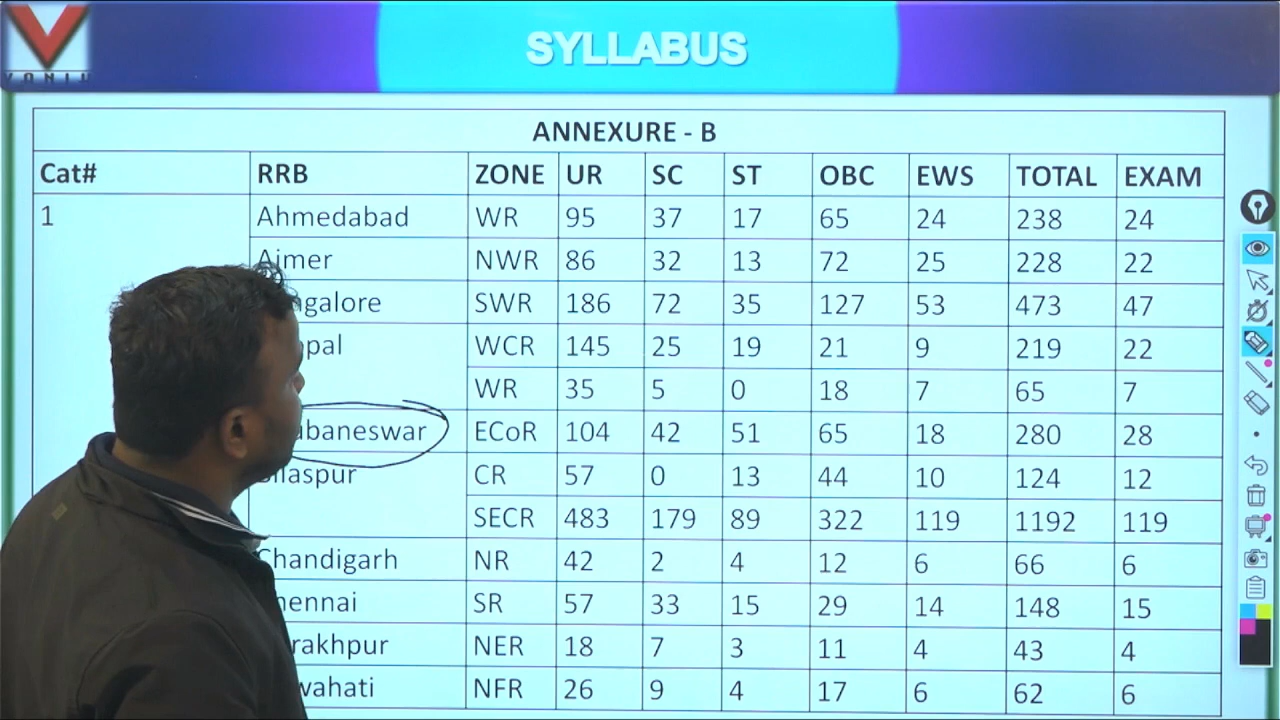 VANIK
SYLLABUS
ANNEXURE - B
Cat# RRB ZONE UR SC ST OBC EWS TOTAL EXAM
1 Ahmedabad WR 95 37 17 65 24 238 24
Ajmer NWR 86 32 13 72 25 228 22
ngalore SWR 186 72 35 127 53 473 47
opal WCR 145 25 19 21 9 219 22
WR 35 5 0 18 7 65 7
ubaneswar ECoR 104 42 51 65 18 280 28
Bilaspur CR 57 0 13 44 10 124 12
SECR 483 179 89 322 119 1192 119
Chandigarh NR 42 2 4 12 6 66 6
hennai SR 57 33 15 29 14 148 15
rakhpur NER 18 7 3 11 4 43 4
wahati NFR 26 9 4 17 6 62 6